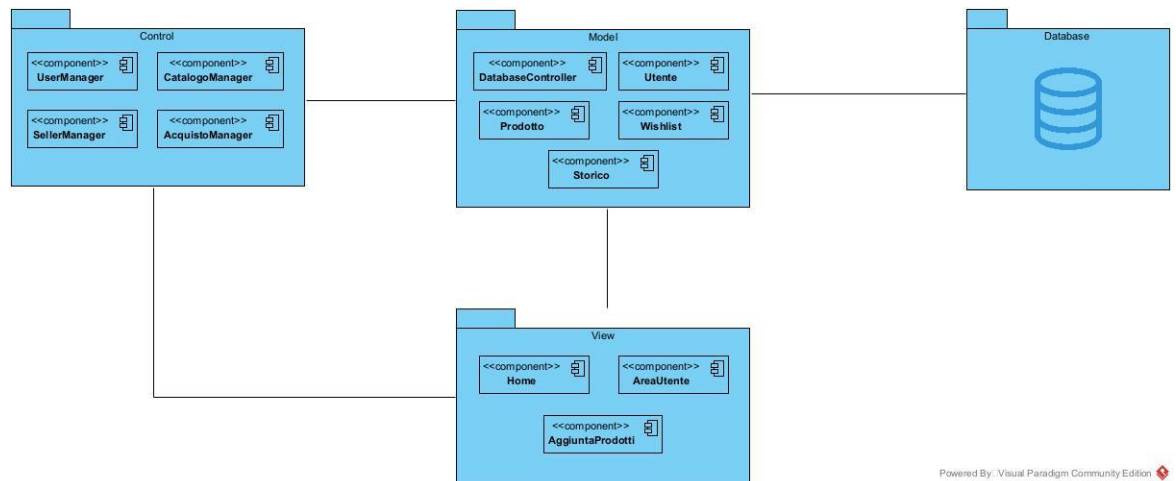 Control
<<component>>
UserManager
<<component>>
CatalogoManager
<<component>>
SellerManager
<<component>>
AcquistoManager
Model
<<component>>
DatabaseController
<<component>>
Utente
<<component>>
Prodotto
<<component>>
Wishlist
<<component>>
Storico
Database
View
<<component>>
Home
<<component>>
AreaUtente
<<component>>
AggiuntaProdotti
Powered By: Visual Paradigm Community Edition